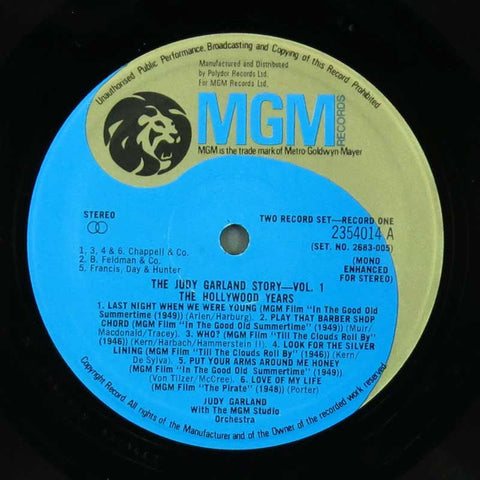 Unauthorised Public Performance, Broadcasting and Copying of this Record Prohibited
Manufactured and Distributed
by Polydor Records Ltd.
For MGM Records Ltd.
MGM
RECORDS
MGM is the trade mark of Metro-Goldwyn-Mayer
STEREO
TWO RECORD SET—RECORD ONE
2354014 A
(SET. NO. 2683-005)
1, 3, 4 & 6. Chappell & Co.
2. B. Feldman & Co.
5. Francis, Day & Hunter
(MONO
ENHANCED
FOR STEREO)
THE JUDY GARLAND STORY—VOL. 1
THE HOLLYWOOD YEARS
1. LAST NIGHT WHEN WE WERE YOUNG (MGM Film "In The Good Old
Summertime" (1949)) (Arlen/Harburg). 2. PLAY THAT BARBER SHOP
CHORD (MGM Film "In The Good Old Summertime" (1949)) (Muir/
Macdonald/Tracey). 3. WHO? (MGM Film "Till The Clouds Roll By"
(1946)) (Kern/Harbach/Hammerstein II). 4. LOOK FOR THE SILVER
LINING (MGM Film "Till The Clouds Roll By" (1946)) (Kern/
De Sylva). 5. PUT YOUR ARMS AROUND ME HONEY
(MGM Film "In The Good Old Summertime" (1949))
(Von Tilzer/McCree). 6. LOVE OF MY LIFE
(MGM Film "The Pirate" (1948)) (Porter)
JUDY GARLAND
With The MGM Studio
Orchestra
Copyright Record All rights of the Manufacturer and of the Owner of the recorded work reserved.